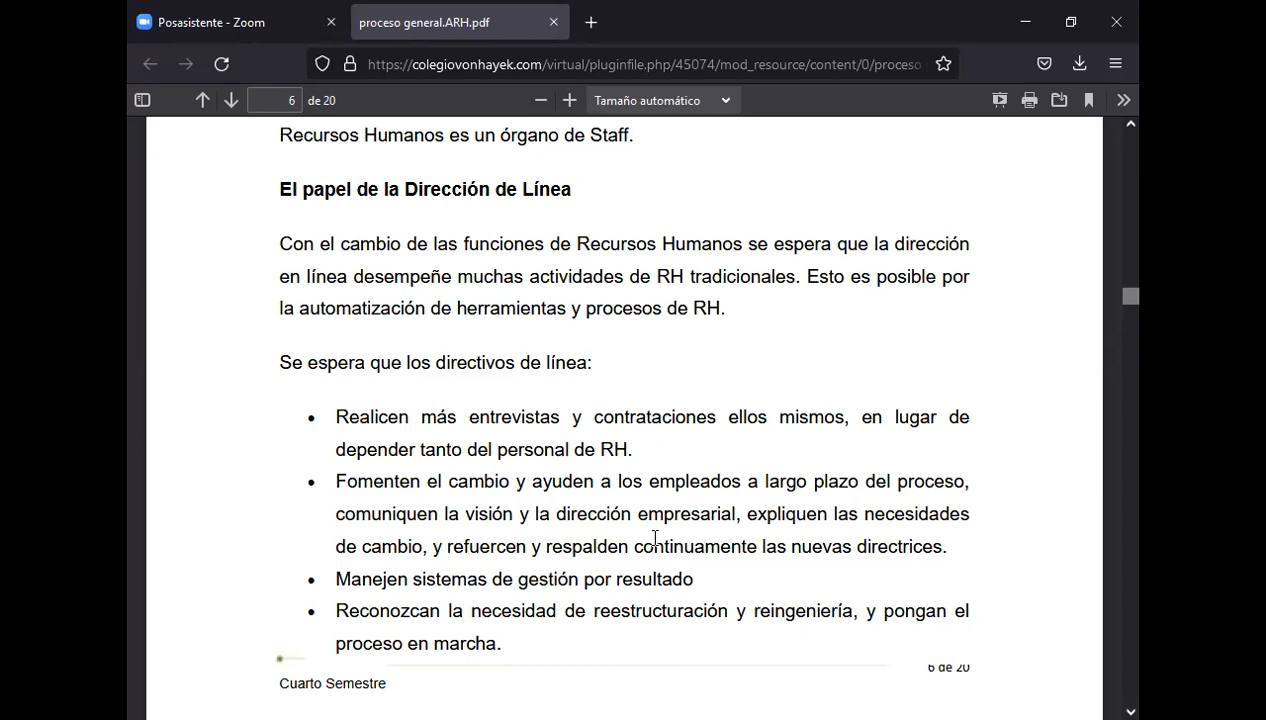 Posasistente - Zoom
proceso general.ARH.pdf
https://colegiovonhayek.com/virtual/pluginfile.php/45074/mod_resource/content/0/proceso
6 de 20
Tamaño automático
Recursos Humanos es un órgano de Staff.
El papel de la Dirección de Línea
Con el cambio de las funciones de Recursos Humanos se espera que la dirección
en línea desempeñe muchas actividades de RH tradicionales. Esto es posible por
la automatización de herramientas y procesos de RH.
Se espera que los directivos de línea:
• Realicen más entrevistas y contrataciones ellos mismos, en lugar de
depender tanto del personal de RH.
• Fomenten el cambio y ayuden a los empleados a largo plazo del proceso,
comuniquen la visión y la dirección empresarial, expliquen las necesidades
de cambio, y refuercen y respalden continuamente las nuevas directrices.
• Manejen sistemas de gestión por resultado
• Reconozcan la necesidad de reestructuración y reingeniería, y pongan el
proceso en marcha.
6 de 20
Cuarto Semestre